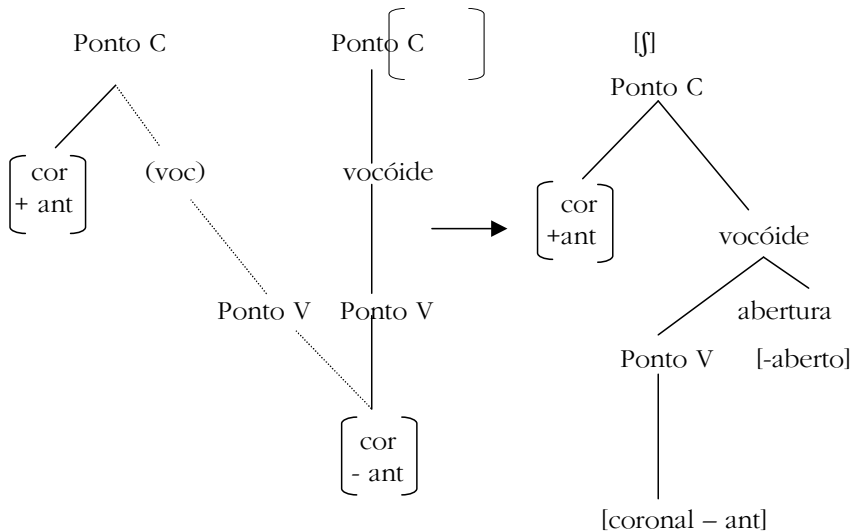 Ponto C Ponto C [ʃ]
Ponto C
cor (voc) vocóide cor
+ ant +ant vocóide
Ponto V Ponto V abertura
Ponto V [-aberto]
cor
- ant
[coronal – ant]